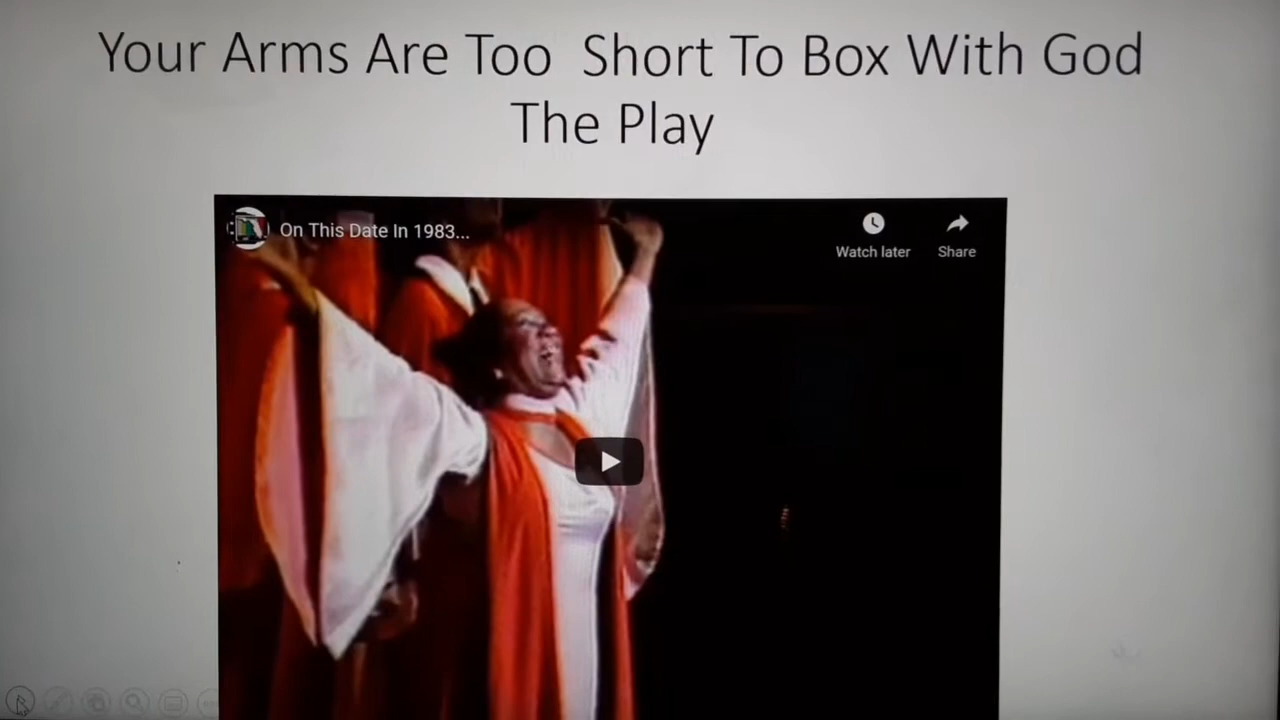 Your Arms Are Too Short To Box With God
The Play
On This Date In 1983...
Watch later
Share